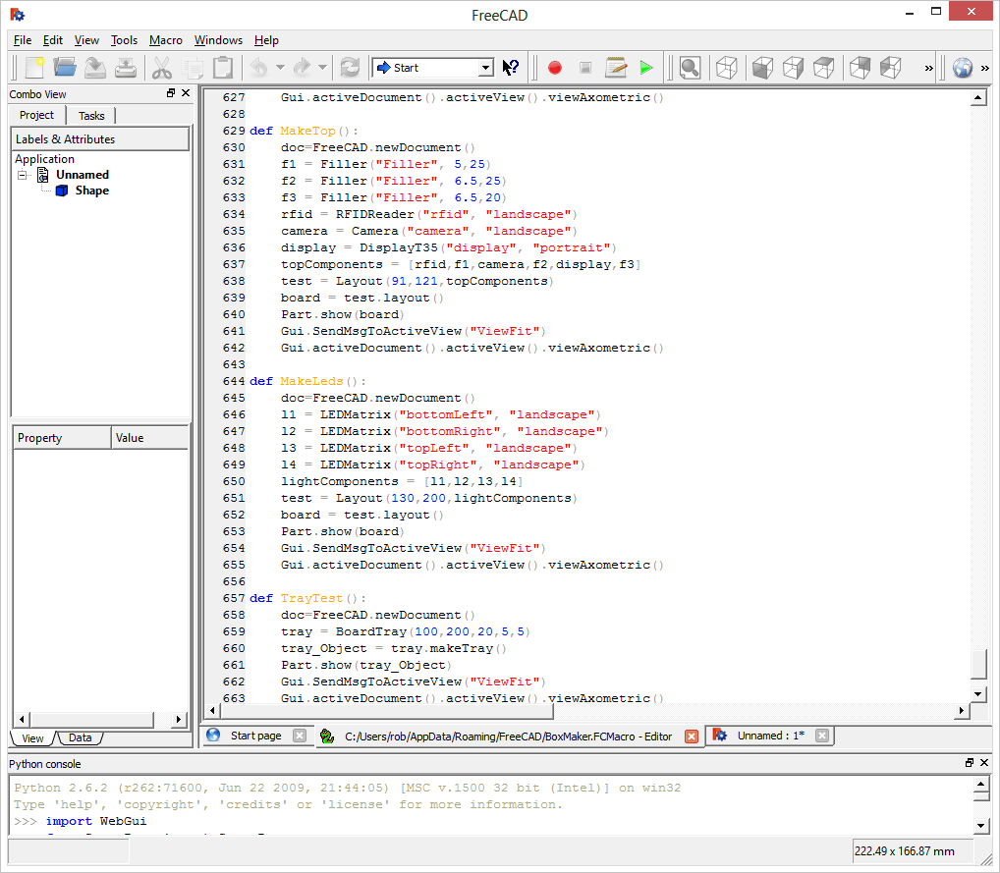 FreeCAD
File Edit View Tools Macro Windows Help
Start
Combo View
Project Tasks
Labels & Attributes
Application
Unnamed
Shape
Property Value
View Data
627     Gui.activeDocument().activeView().viewAxometric()
628
629 def MakeTop():
630     doc=FreeCAD.newDocument()
631     f1 = Filler("Filler", 5,25)
632     f2 = Filler("Filler", 6.5,25)
633     f3 = Filler("Filler", 6.5,20)
634     rfid = RFIDReader("rfid", "landscape")
635     camera = Camera("camera", "landscape")
636     display = DisplayT35("display", "portrait")
637     topComponents = [rfid,f1,camera,f2,display,f3]
638     test = Layout(91,121,topComponents)
639     board = test.layout()
640     Part.show(board)
641     Gui.SendMsgToActiveView("ViewFit")
642     Gui.activeDocument().activeView().viewAxometric()
643
644 def MakeLeds():
645     doc=FreeCAD.newDocument()
646     l1 = LEDMatrix("bottomLeft", "landscape")
647     l2 = LEDMatrix("bottomRight", "landscape")
648     l3 = LEDMatrix("topLeft", "landscape")
649     l4 = LEDMatrix("topRight", "landscape")
650     lightComponents = [l1,l2,l3,l4]
651     test = Layout(130,200,lightComponents)
652     board = test.layout()
653     Part.show(board)
654     Gui.SendMsgToActiveView("ViewFit")
655     Gui.activeDocument().activeView().viewAxometric()
656
657 def TrayTest():
658     doc=FreeCAD.newDocument()
659     tray = BoardTray(100,200,20,5,5)
660     tray_Object = tray.makeTray()
661     Part.show(tray_Object)
662     Gui.SendMsgToActiveView("ViewFit")
663     Gui.activeDocument().activeView().viewAxometric()
Start page C:/Users/rob/AppData/Roaming/FreeCAD/BoxMaker.FCMacro - Editor Unnamed : 1*
Python console
Python 2.6.2 (r262:71600, Jun 22 2009, 21:44:05) [MSC v.1500 32 bit (Intel)] on win32
Type 'help', 'copyright', 'credits' or 'license' for more information.
>>> import WebGui
222.49 x 166.87 mm